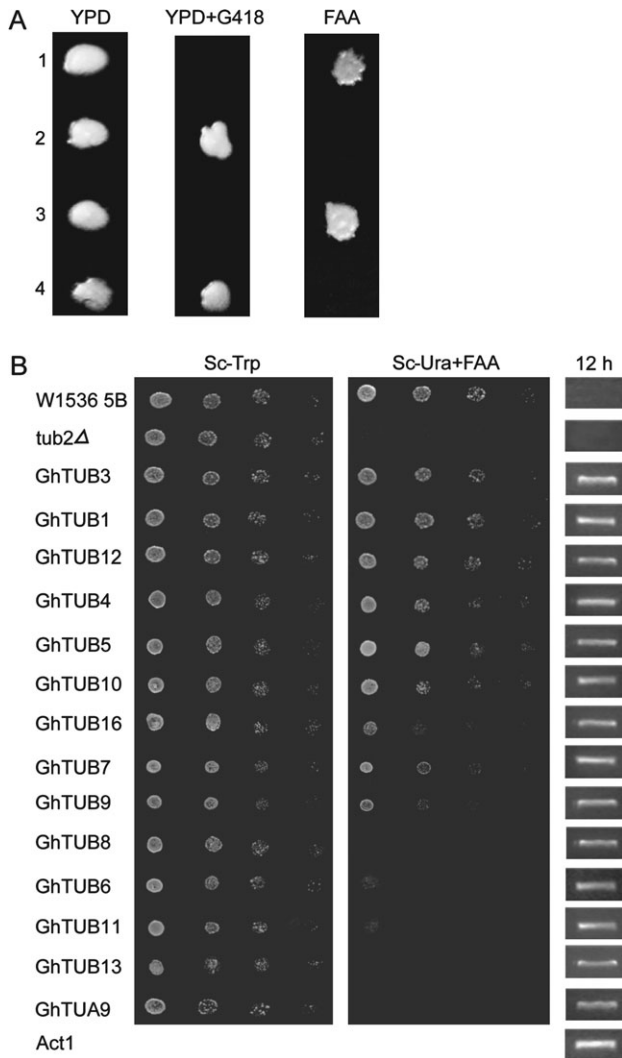 A
YPD YPD+G418 FAA
1
2
3
4
B
Sc-Trp Sc-Ura+FAA 12 h
W1536 5B
tub2Δ
GhTUB3
GhTUB1
GhTUB12
GhTUB4
GhTUB5
GhTUB10
GhTUB16
GhTUB7
GhTUB9
GhTUB8
GhTUB6
GhTUB11
GhTUB13
GhTUA9
Act1